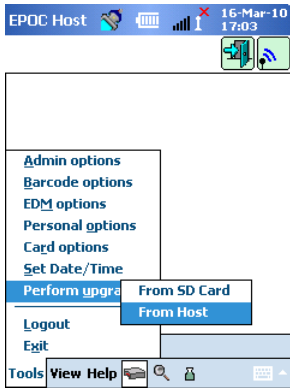 EPOC Host
16-Mar-10
17:03
Admin options
Barcode options
EDM options
Personal options
Card options
Set Date/Time
Perform upgra
From SD Card
From Host
Logout
Exit
Tools View Help